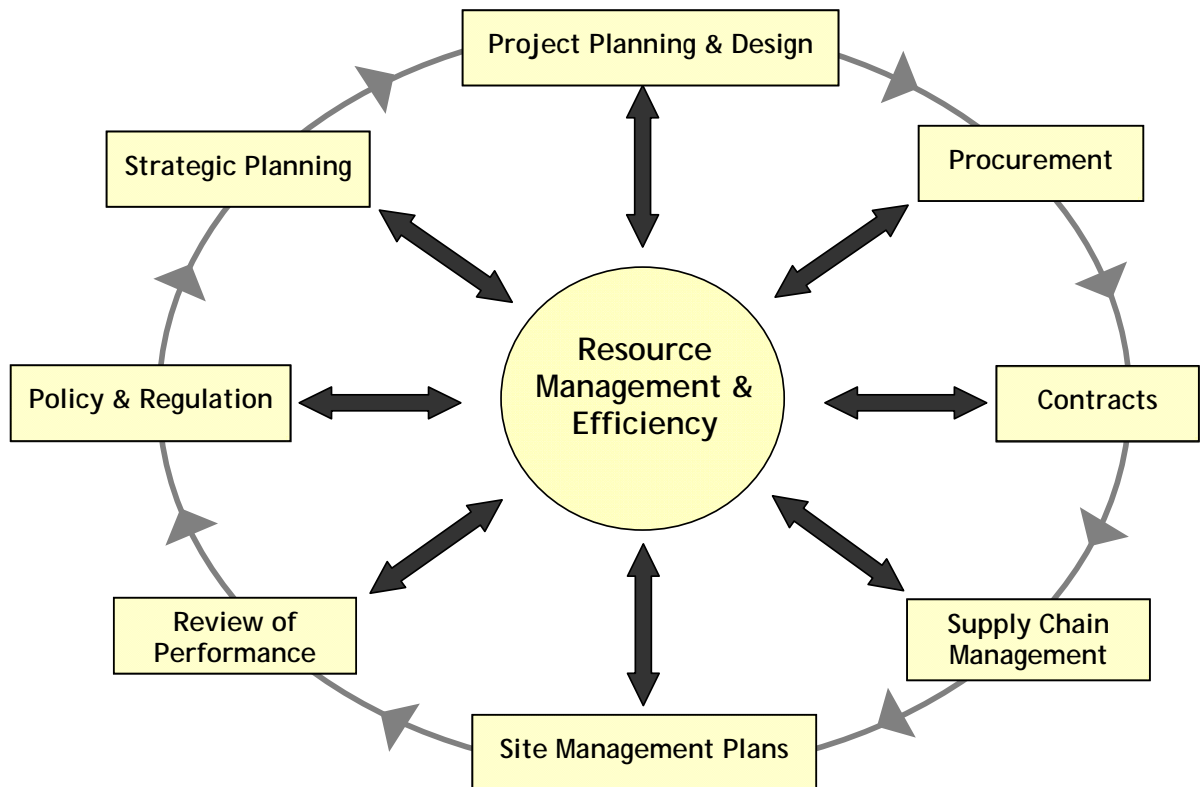 Project Planning & Design
Strategic Planning
Procurement
Resource
Management &
Efficiency
Policy & Regulation
Contracts
Review of
Performance
Supply Chain
Management
Site Management Plans